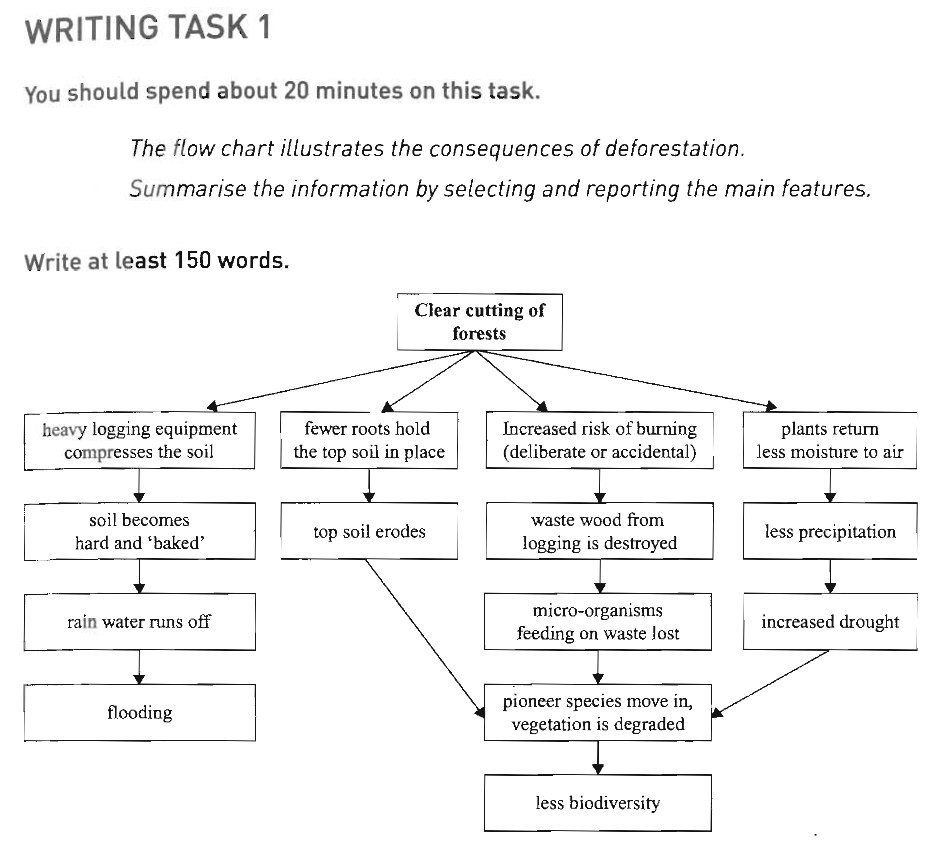 WRITING TASK 1
You should spend about 20 minutes on this task.
The flow chart illustrates the consequences of deforestation.
Summarise the information by selecting and reporting the main features.
Write at least 150 words.
Clear cutting of
forests
heavy logging equipment
compresses the soil
soil becomes
hard and ‘baked’
rain water runs off
flooding
fewer roots hold
the top soil in place
top soil erodes
Increased risk of burning
(deliberate or accidental)
waste wood from
logging is destroyed
micro-organisms
feeding on waste lost
pioneer species move in,
vegetation is degraded
less biodiversity
plants return
less moisture to air
less precipitation
increased drought